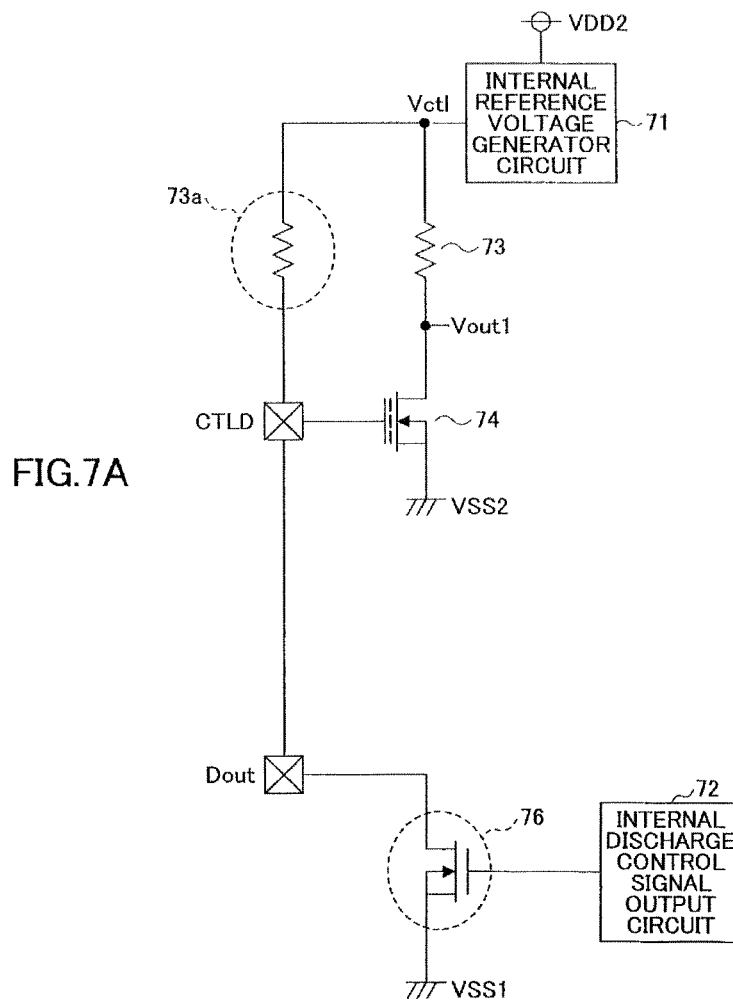 VDD2
INTERNAL
REFERENCE
VOLTAGE
GENERATOR
CIRCUIT
71
Vctl
73a
73
Vout1
CTLD
74
FIG.7A
VSS2
Dout
76
72
INTERNAL
DISCHARGE
CONTROL
SIGNAL
OUTPUT
CIRCUIT
VSS1